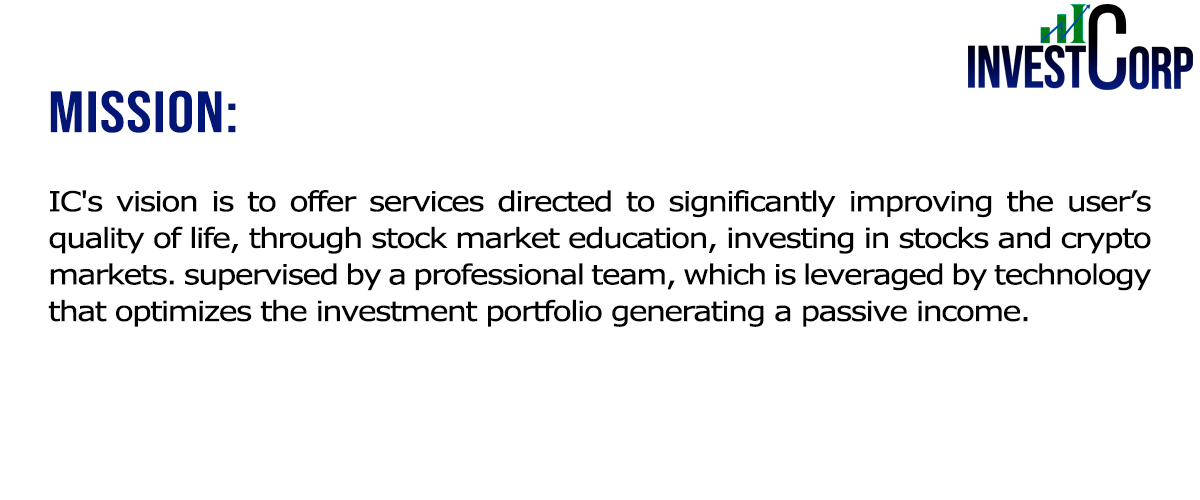 INVESTCORP
MISSION:
IC's vision is to offer services directed to significantly improving the user’s
quality of life, through stock market education, investing in stocks and crypto
markets. supervised by a professional team, which is leveraged by technology
that optimizes the investment portfolio generating a passive income.